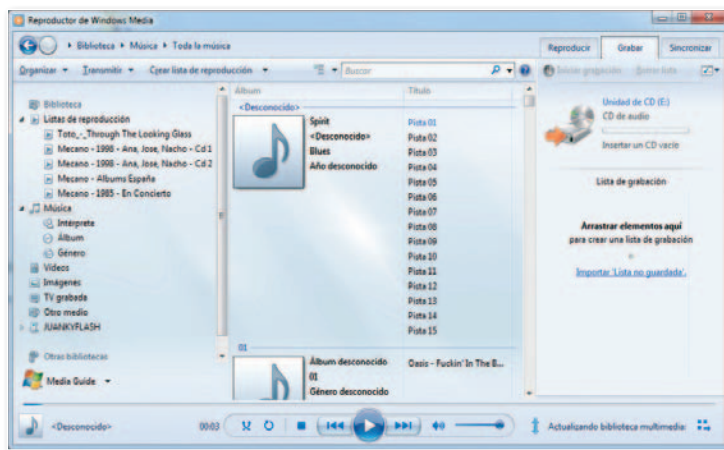 Reproductor de Windows Media
Biblioteca ▸ Música ▸ Toda la música
Reproducir Grabar Sincronizar
Organizar Transmitir Crear lista de reproducción Buscar
Iniciar grabación Borrar lista
Biblioteca
Listas de reproducción
Toto_-_Through The Looking Glass
Mecano - 1998 - Ana, Jose, Nacho - Cd1
Mecano - 1998 - Ana, Jose, Nacho - Cd2
Mecano - Albums España
Mecano - 1985 - En Concierto
Música
Intérprete
Álbum
Género
Vídeos
Imágenes
TV grabada
Otro medio
JUANKYFLASH
Otras bibliotecas
Media Guide
Álbum Título
<Desconocido>
Spirit
<Desconocido>
Blues
Año desconocido
Pista 01
Pista 02
Pista 03
Pista 04
Pista 05
Pista 06
Pista 07
Pista 08
Pista 09
Pista 10
Pista 11
Pista 12
Pista 13
Pista 14
Pista 15
01
Álbum desconocido
01
Género desconocido
Oasis - Fuckin' In The B...
Unidad de CD (E:)
CD de audio
Insertar un CD vacío
Lista de grabación
Arrastrar elementos aquí
para crear una lista de grabación
o
Importar 'Lista no guardada'.
<Desconocido> 00:03
Actualizando biblioteca multimedia: